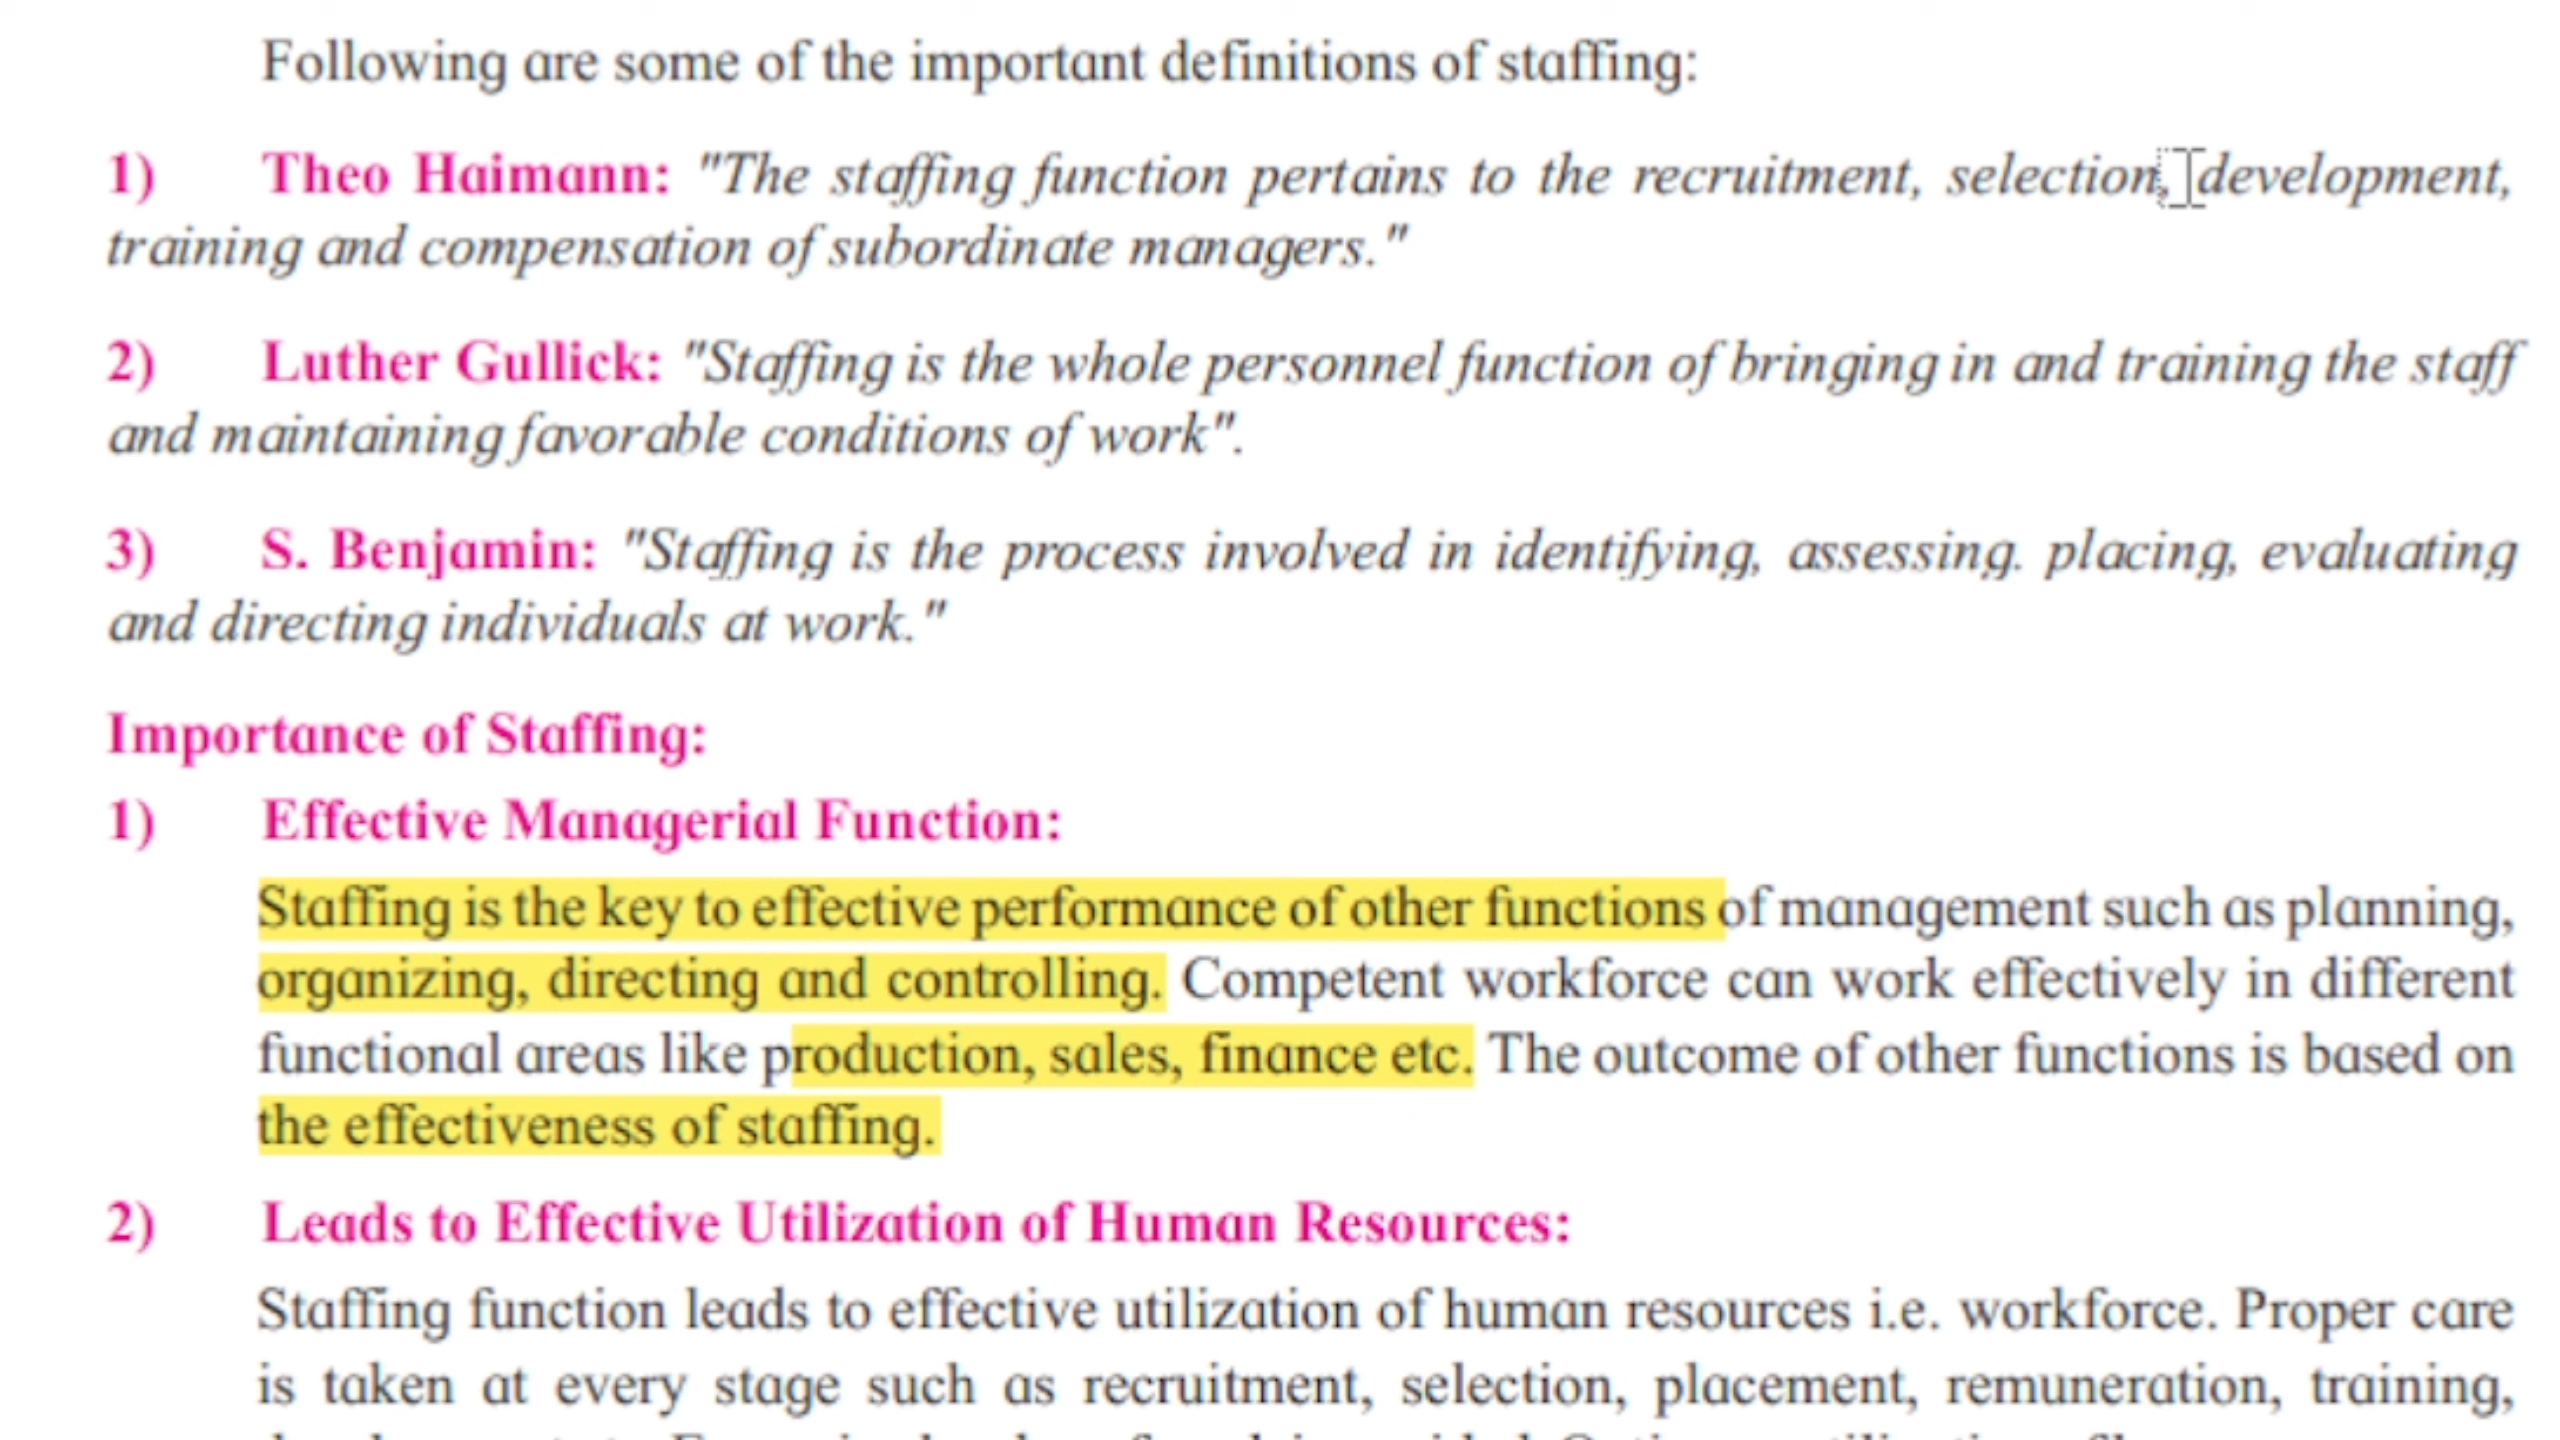 Following are some of the important definitions of staffing:
1) Theo Haimann: "The staffing function pertains to the recruitment, selection, development,
training and compensation of subordinate managers."
2) Luther Gullick: "Staffing is the whole personnel function of bringing in and training the staff
and maintaining favorable conditions of work".
3) S. Benjamin: "Staffing is the process involved in identifying, assessing. placing, evaluating
and directing individuals at work."
Importance of Staffing:
1) Effective Managerial Function:
Staffing is the key to effective performance of other functions of management such as planning,
organizing, directing and controlling. Competent workforce can work effectively in different
functional areas like production, sales, finance etc. The outcome of other functions is based on
the effectiveness of staffing.
2) Leads to Effective Utilization of Human Resources:
Staffing function leads to effective utilization of human resources i.e. workforce. Proper care
is taken at every stage such as recruitment, selection, placement, remuneration, training,